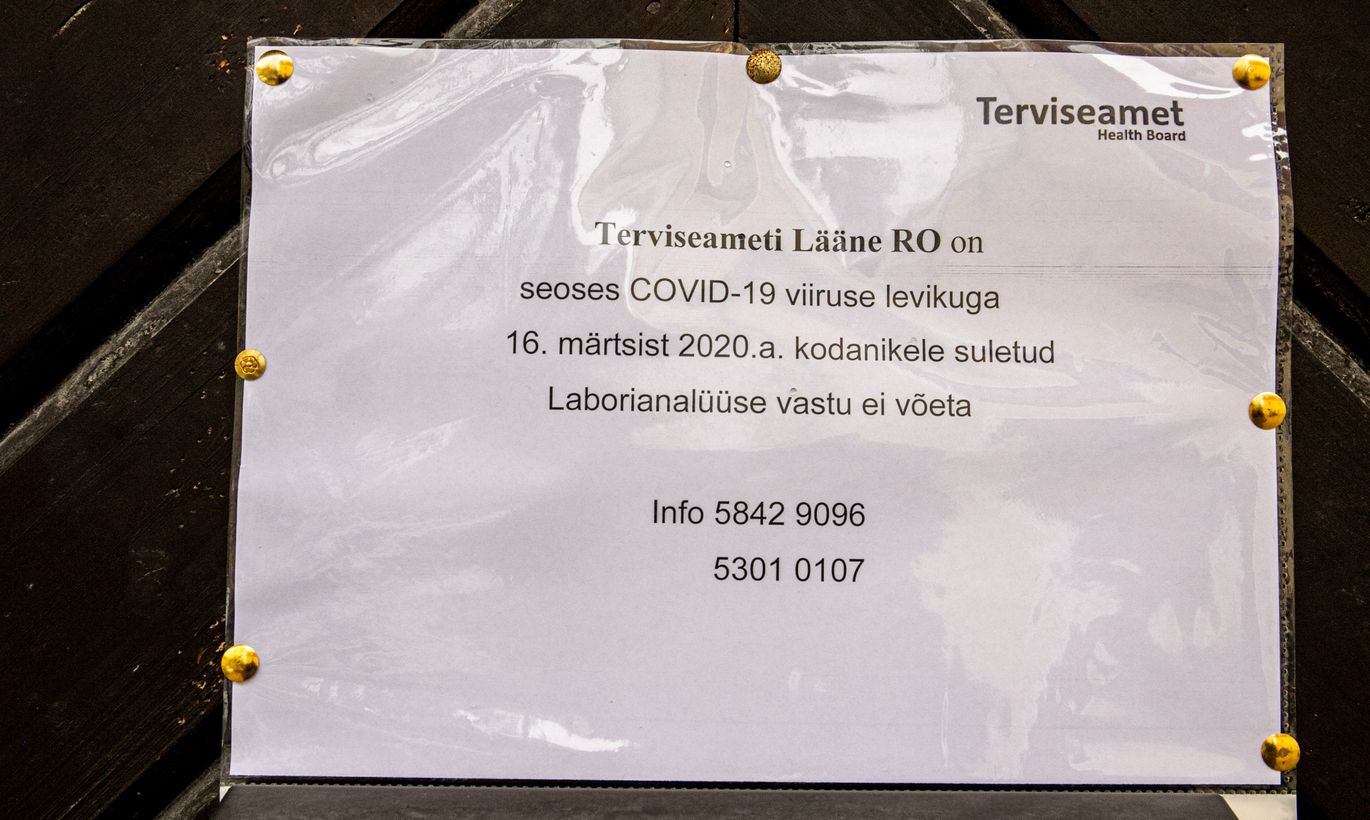 Terviseamet
Health Board
Terviseameti Lääne RO on
seoses COVID-19 viiruse levikuga
16. märtsist 2020.a. kodanikele suletud
Laborianalüüse vastu ei võeta
Info 5842 9096
5301 0107